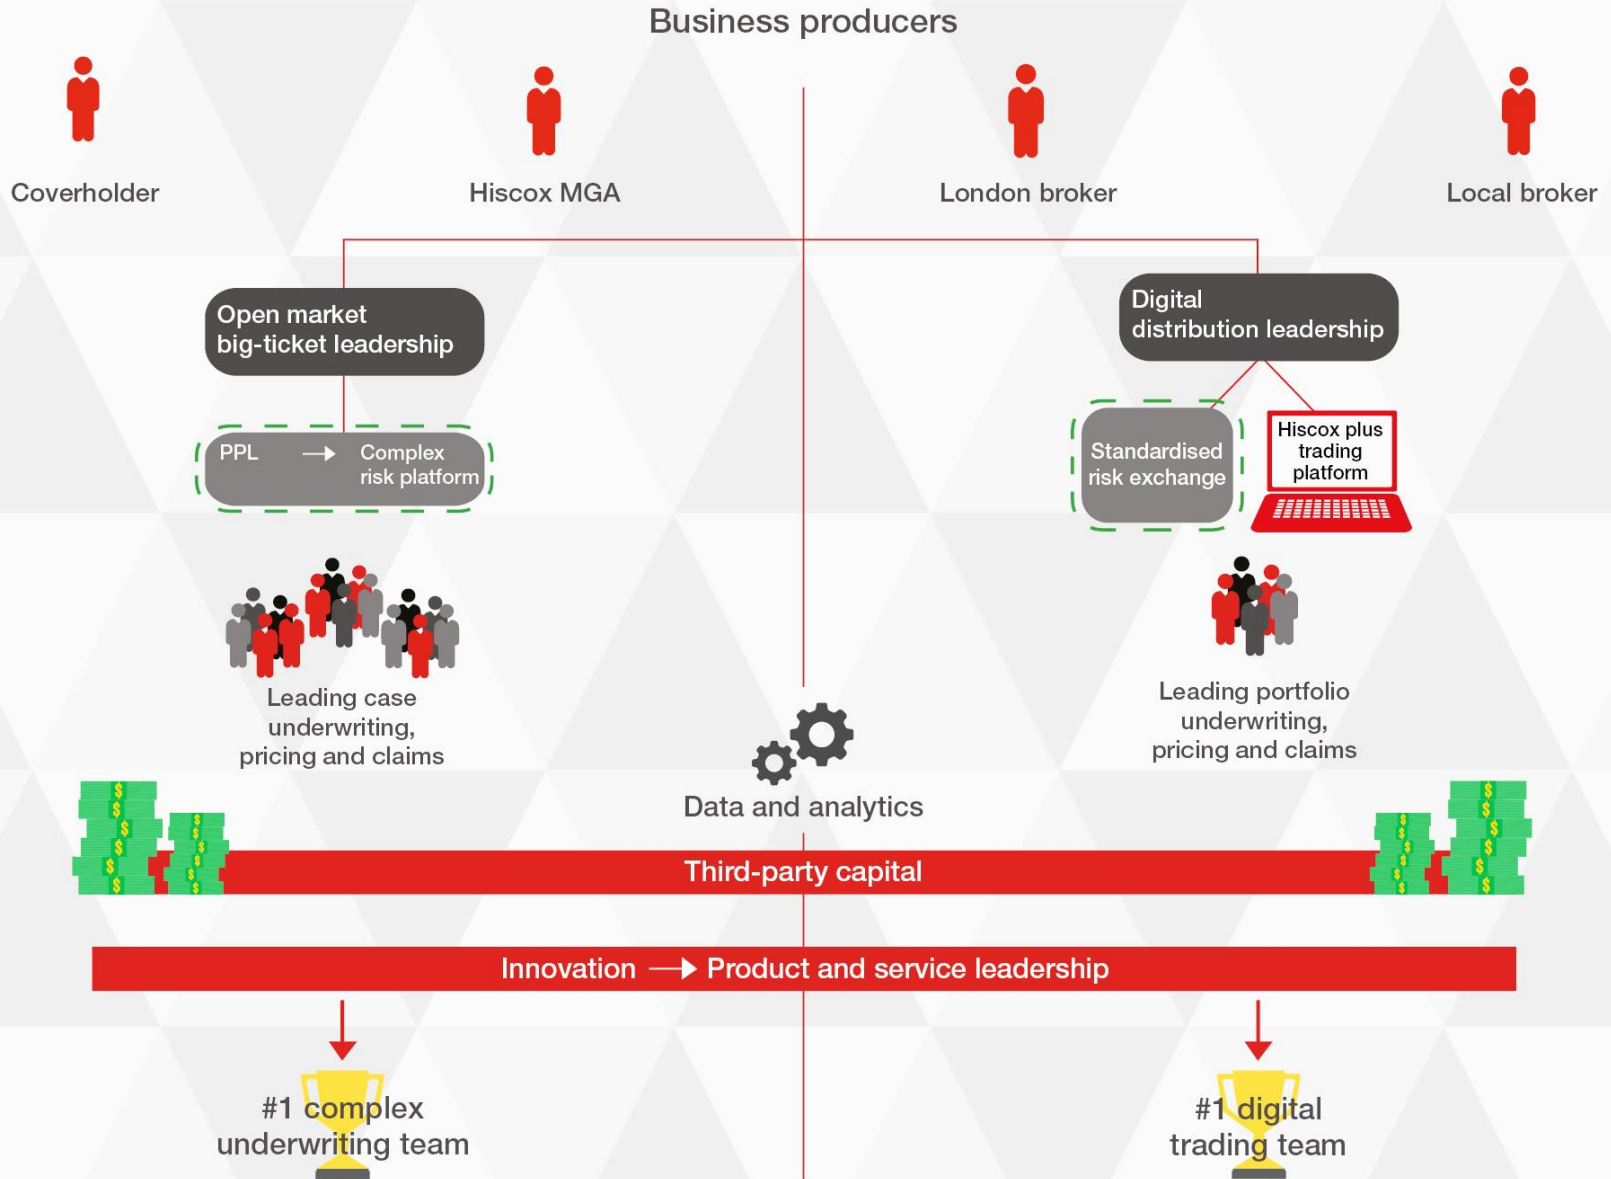 Business producers
Coverholder
Hiscox MGA
London broker
Local broker
Open market
big-ticket leadership
Digital
distribution leadership
PPL → Complex
risk platform
Standardised
risk exchange
Hiscox plus
trading
platform
Leading case
underwriting,
pricing and claims
Leading portfolio
underwriting,
pricing and claims
Data and analytics
Third-party capital
Innovation → Product and service leadership
#1 complex
underwriting team
#1 digital
trading team